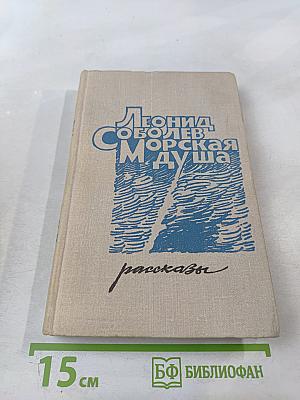 Леонид
Соболев
Морская
душа
рассказы
15 см
БФ БИБЛИОФАН